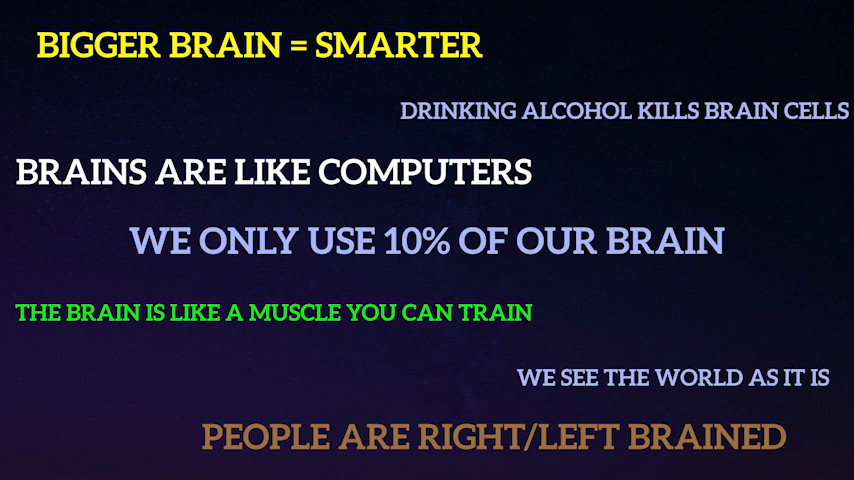 BIGGER BRAIN = SMARTER
DRINKING ALCOHOL KILLS BRAIN CELLS
BRAINS ARE LIKE COMPUTERS
WE ONLY USE 10% OF OUR BRAIN
THE BRAIN IS LIKE A MUSCLE YOU CAN TRAIN
WE SEE THE WORLD AS IT IS
PEOPLE ARE RIGHT/LEFT BRAINED